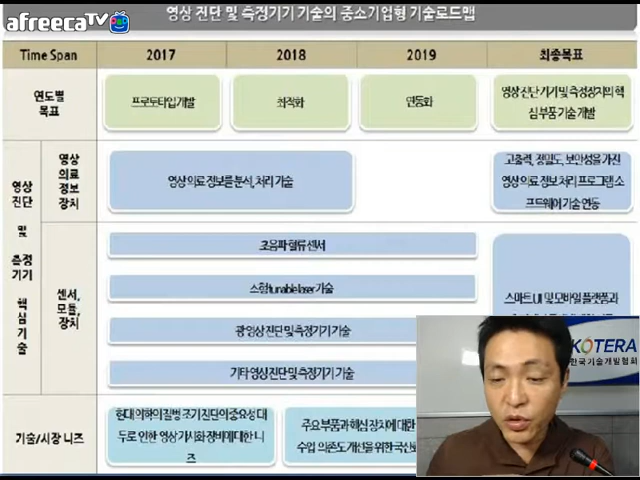 afreecaTV
영상 진단 및 측정기기 기술의 중소기업형 기술로드맵
Time Span
2017
2018
2019
최종목표
연도별
목표
프로토타입 개발
최적화
연동화
영상 진단 기기 및 측정장치의 핵
심 부품 기술 개발
영상
진단
및
측정
기기
핵
심
기
술
영상
의료
정보
장치
영상 의료 정보를 분석, 처리 기술
고출력, 정밀도, 보안성을 가진
영상 의료 정보 처리 프로그램 소
프트웨어 기술 연동
센서,
모듈,
장치
초음파 혈류 센서
소형 tunable laser 기술
광 영상 진단 및 측정기기 기술
기타 영상 진단 및 측정기기 기술
스마트 UI 및 모바일 플랫폼과
기술/시장 니즈
현대 의학의 질병 조기 진단의 중요성 대
두로 인한 영상 가시화 장비에 대한 니
즈
주요 부품과 핵심 장치에 대한
수입 의존도 개선을 위한 국산
KOTERA
한국기술개발협회